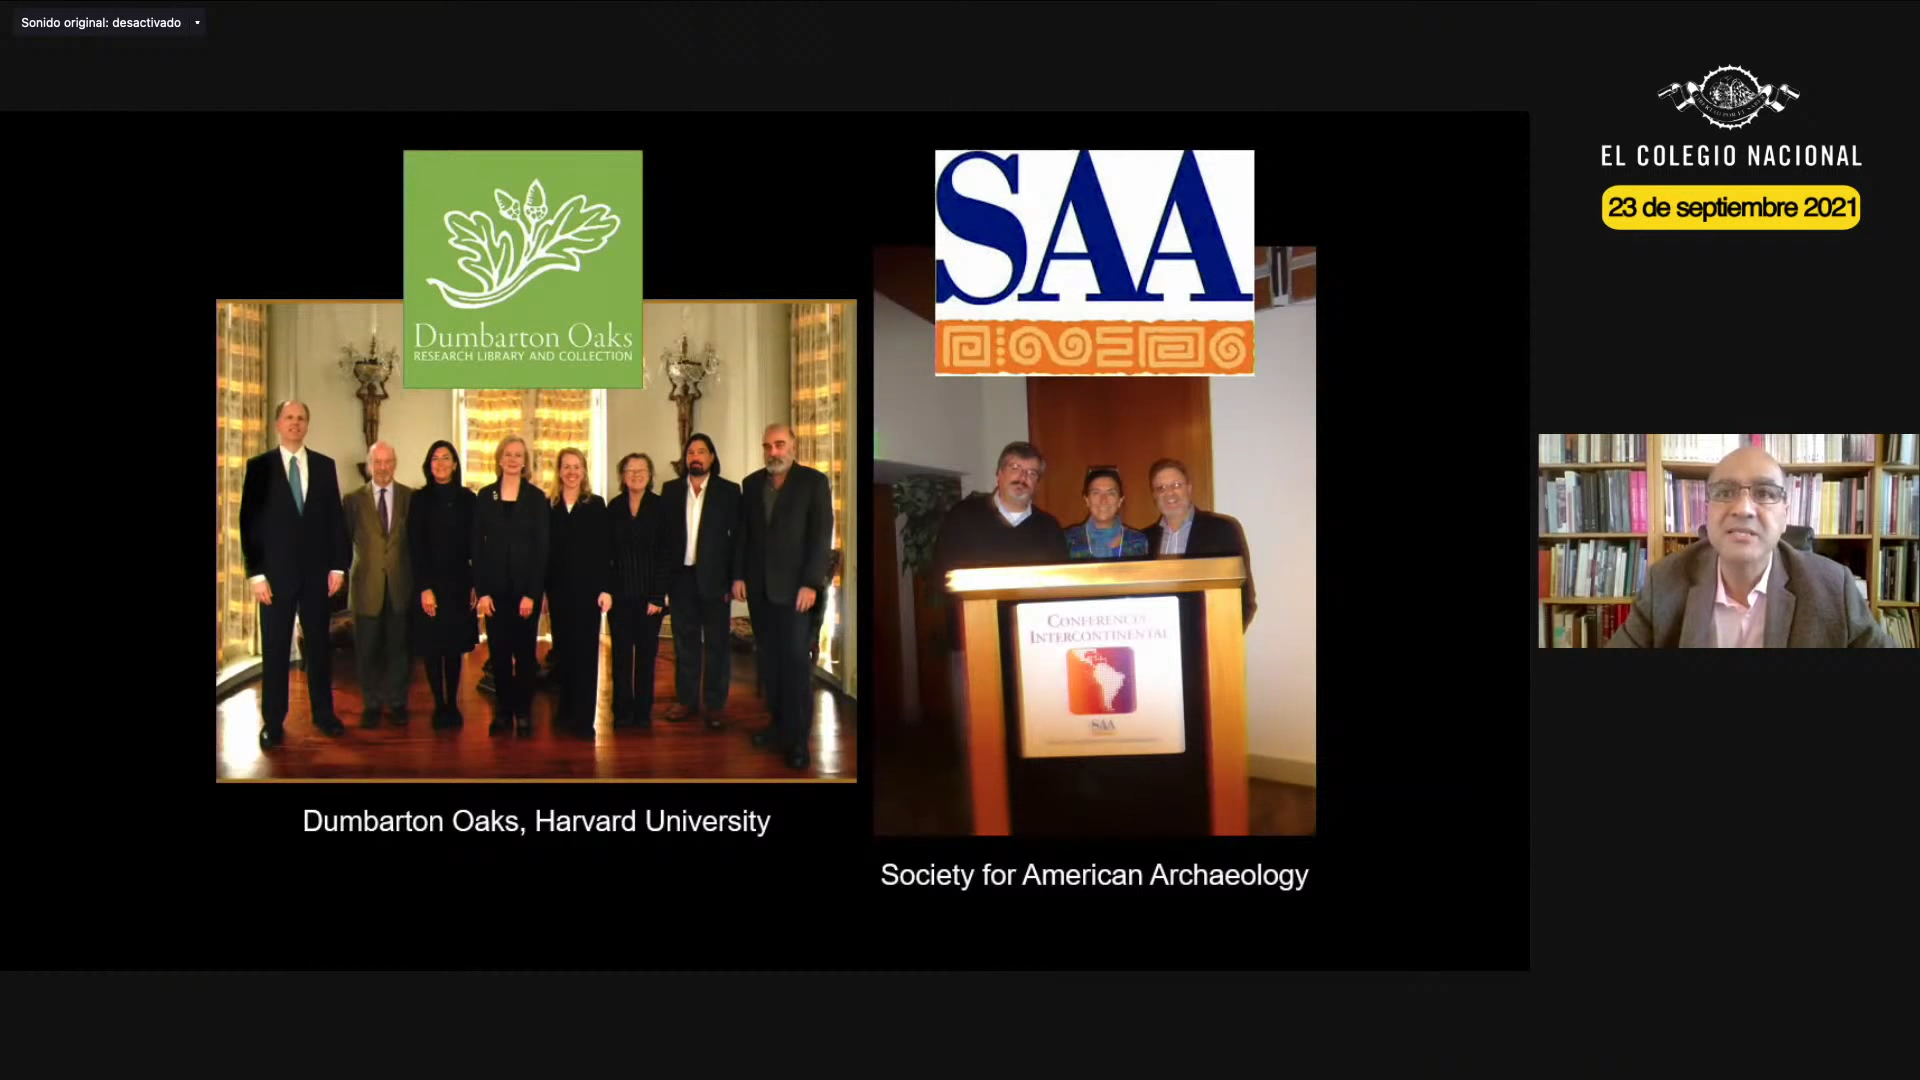 Sonido original: desactivado
EL COLEGIO NACIONAL
23 de septiembre 2021
Dumbarton Oaks
RESEARCH LIBRARY AND COLLECTION
SAA
CONFERENCIA
INTERCONTINENTAL
SAA
Dumbarton Oaks, Harvard University
Society for American Archaeology